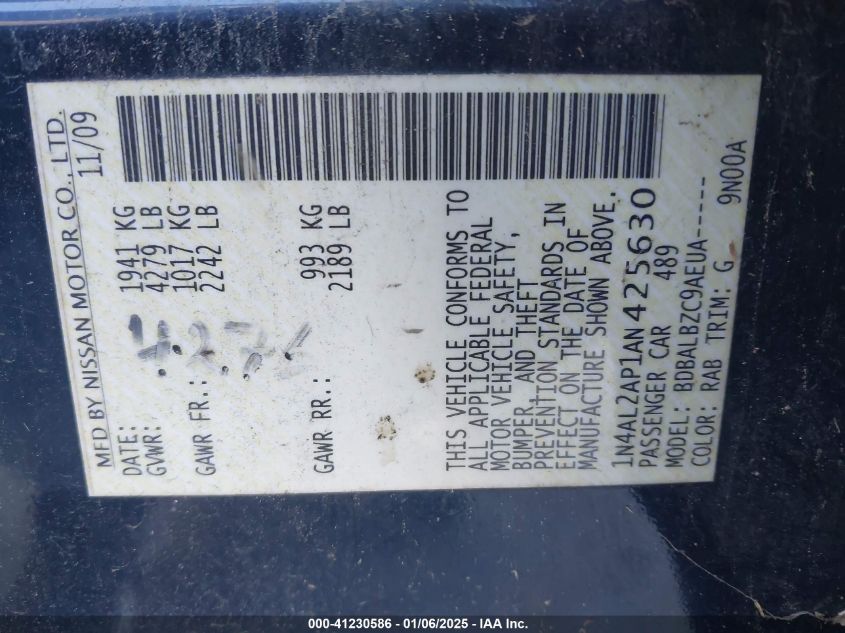 MFD BY NISSAN MOTOR CO., LTD.
DATE: 11/09
GVWR: 1941 KG
4279 LB
GAWR FR.: 1017 KG
2242 LB
GAWR RR.: 993 KG
2189 LB
THIS VEHICLE CONFORMS TO
ALL APPLICABLE FEDERAL
MOTOR VEHICLE SAFETY,
BUMPER, AND THEFT
PREVENTION STANDARDS IN
EFFECT ON THE DATE OF
MANUFACTURE SHOWN ABOVE.
1N4AL2AP1AN425630
PASSENGER CAR 489
MODEL: BDBALBZC9AEUA-----
COLOR: RAB TRIM: G 9N00A
000-41230586 - 01/06/2025 - IAA Inc.